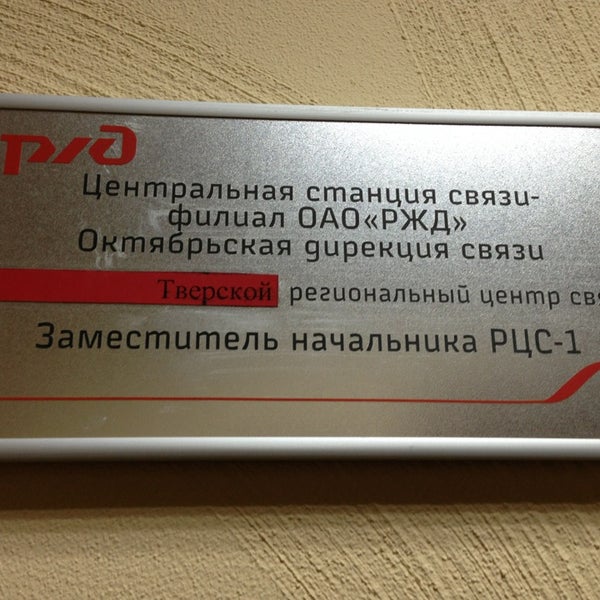 ржд
Центральная станция связи-
филиал ОАО«РЖД»
Октябрьская дирекция связи
Тверской региональный центр
Заместитель начальника РЦС-1